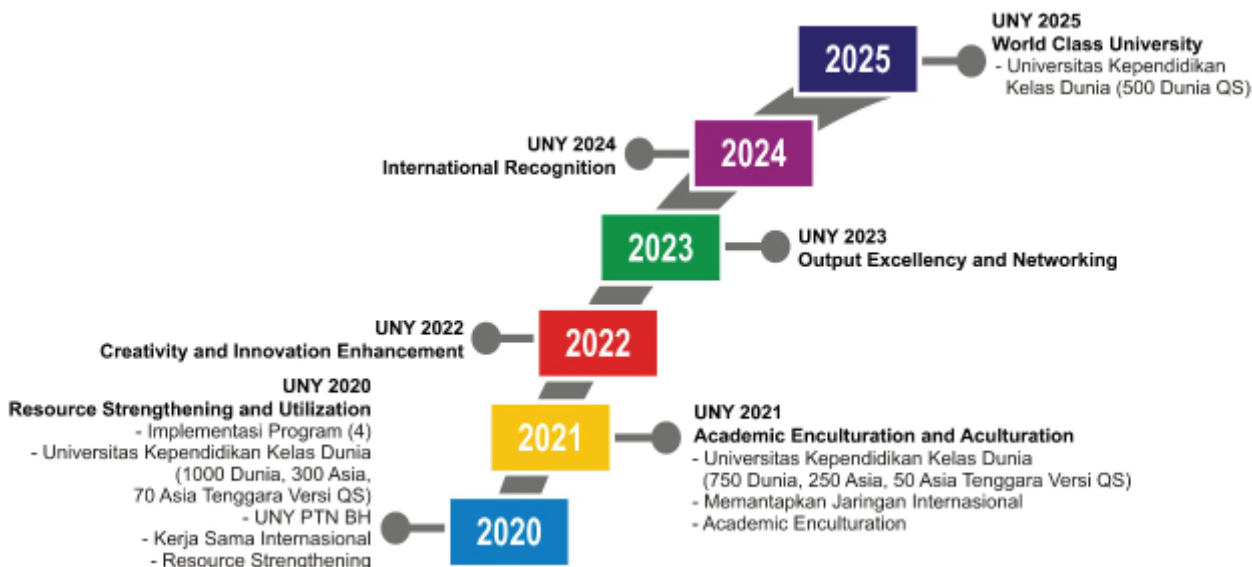 UNY 2025
World Class University
- Universitas Kependidikan
Kelas Dunia (500 Dunia QS)
2025
UNY 2024
International Recognition
2024
UNY 2023
Output Excellency and Networking
2023
UNY 2022
Creativity and Innovation Enhancement
2022
UNY 2021
Academic Enculturation and Aculturation
- Universitas Kependidikan Kelas Dunia
(750 Dunia, 250 Asia, 50 Asia Tenggara Versi QS)
- Memantapkan Jaringan Internasional
- Academic Enculturation
2021
UNY 2020
Resource Strengthening and Utilization
- Implementasi Program (4)
- Universitas Kependidikan Kelas Dunia
(1000 Dunia, 300 Asia,
70 Asia Tenggara Versi QS)
- UNY PTN BH
- Kerja Sama Internasional
- Resource Strengthening
2020